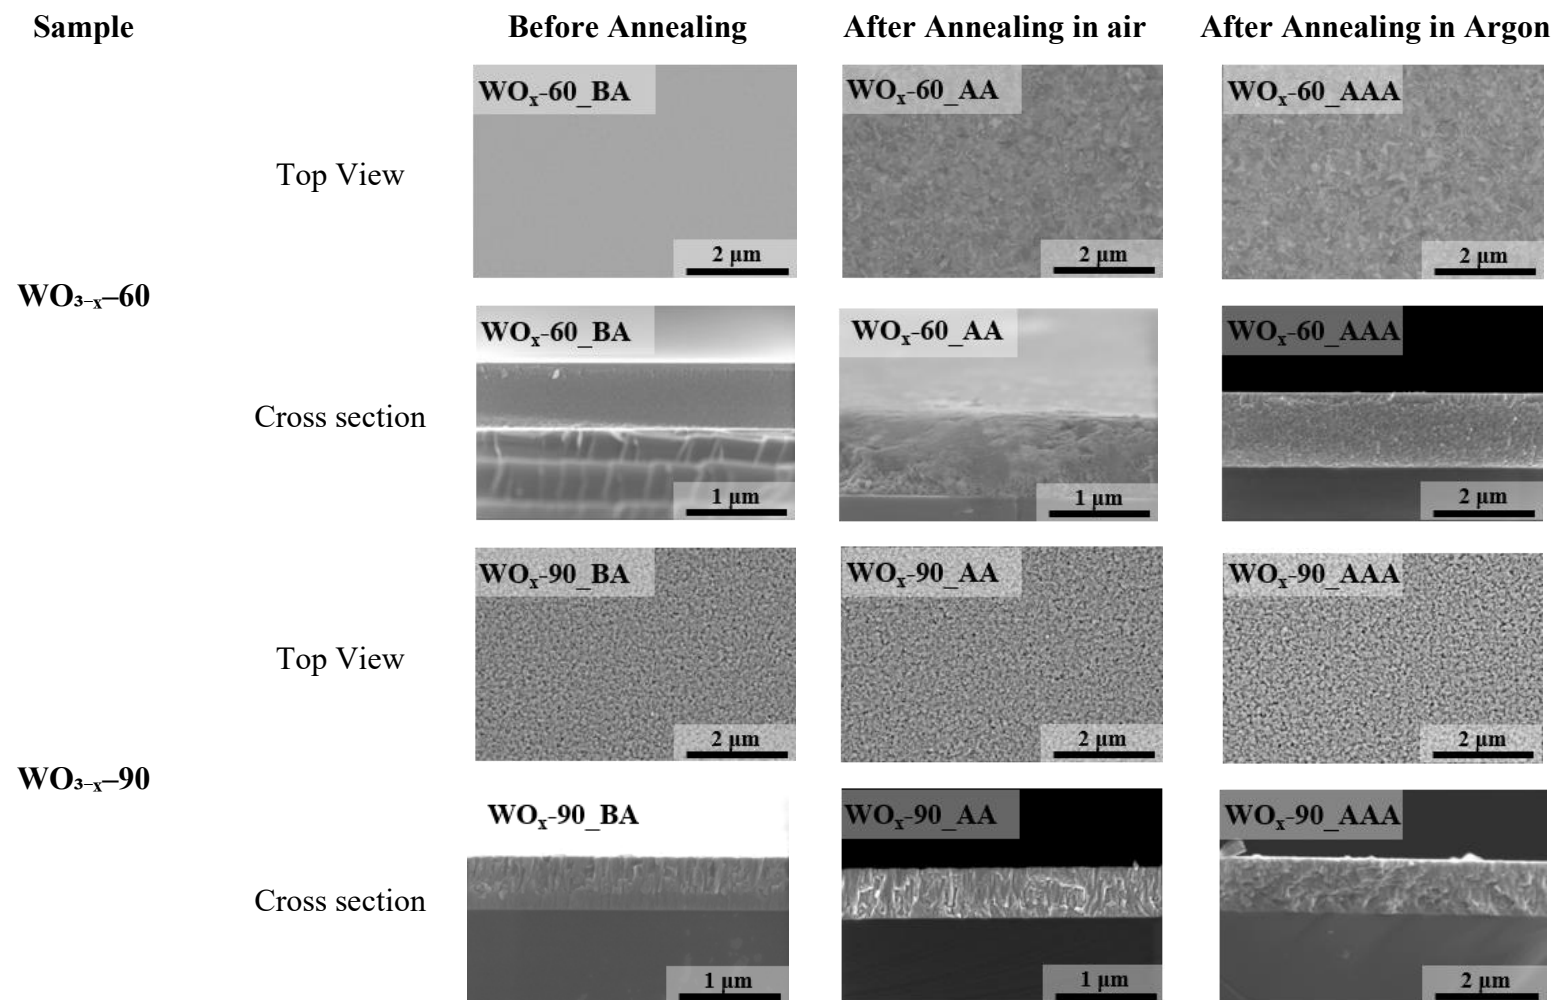 Sample Before Annealing After Annealing in air After Annealing in Argon
WOₓ-60_BA WOₓ-60_AA WOₓ-60_AAA
Top View
2 μm 2 μm 2 μm
WO₃₋ₓ–60
WOₓ-60_BA WOₓ-60_AA WOₓ-60_AAA
Cross section
1 μm 1 μm 2 μm
WOₓ-90_BA WOₓ-90_AA WOₓ-90_AAA
Top View
2 μm 2 μm 2 μm
WO₃₋ₓ–90
WOₓ-90_BA WOₓ-90_AA WOₓ-90_AAA
Cross section
1 μm 1 μm 2 μm